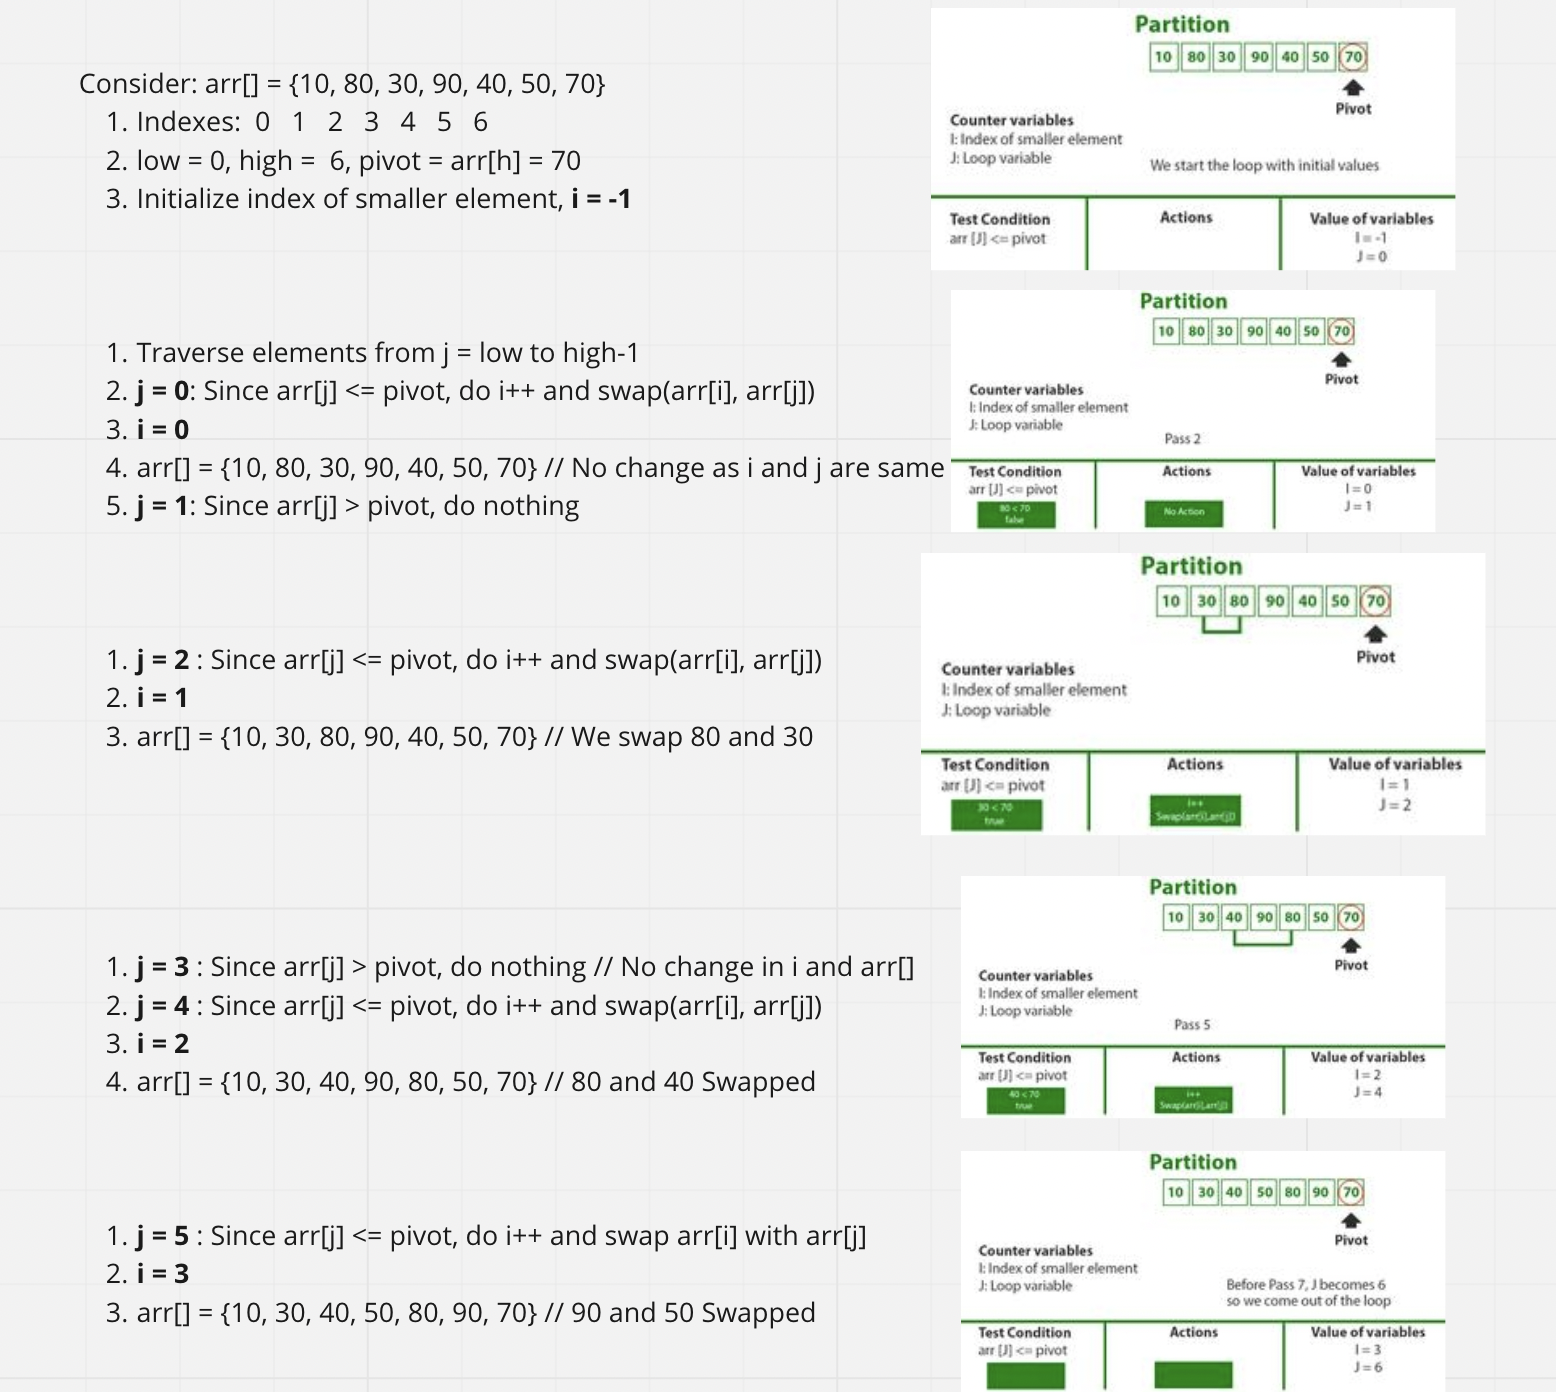 Consider: arr[] = {10, 80, 30, 90, 40, 50, 70}
1. Indexes: 0 1 2 3 4 5 6
2. low = 0, high = 6, pivot = arr[h] = 70
3. Initialize index of smaller element, i = -1
Partition
10 80 30 90 40 50 70
Pivot
Counter variables
I: Index of smaller element
J: Loop variable
We start the loop with initial values
Test Condition
arr [J] <= pivot
Actions
Value of variables
I = -1
J = 0
1. Traverse elements from j = low to high-1
2. j = 0: Since arr[j] <= pivot, do i++ and swap(arr[i], arr[j])
3. i = 0
4. arr[] = {10, 80, 30, 90, 40, 50, 70} // No change as i and j are same
5. j = 1: Since arr[j] > pivot, do nothing
Partition
10 80 30 90 40 50 70
Pivot
Counter variables
I: Index of smaller element
J: Loop variable
Pass 2
Test Condition
arr [J] <= pivot
80 < 70
false
Actions
No Action
Value of variables
I = 0
J = 1
1. j = 2 : Since arr[j] <= pivot, do i++ and swap(arr[i], arr[j])
2. i = 1
3. arr[] = {10, 30, 80, 90, 40, 50, 70} // We swap 80 and 30
Partition
10 30 80 90 40 50 70
Pivot
Counter variables
I: Index of smaller element
J: Loop variable
Test Condition
arr [J] <= pivot
30 < 70
true
Actions
i++
Swap(arr[i],arr[j])
Value of variables
I = 1
J = 2
1. j = 3 : Since arr[j] > pivot, do nothing // No change in i and arr[]
2. j = 4 : Since arr[j] <= pivot, do i++ and swap(arr[i], arr[j])
3. i = 2
4. arr[] = {10, 30, 40, 90, 80, 50, 70} // 80 and 40 Swapped
Partition
10 30 40 90 80 50 70
Pivot
Counter variables
I: Index of smaller element
J: Loop variable
Pass 5
Test Condition
arr [J] <= pivot
40 < 70
true
Actions
i++
Swap(arr[i],arr[j])
Value of variables
I = 2
J = 4
1. j = 5 : Since arr[j] <= pivot, do i++ and swap arr[i] with arr[j]
2. i = 3
3. arr[] = {10, 30, 40, 50, 80, 90, 70} // 90 and 50 Swapped
Partition
10 30 40 50 80 90 70
Pivot
Counter variables
I: Index of smaller element
J: Loop variable
Before Pass 7, J becomes 6
so we come out of the loop
Test Condition
arr [J] <= pivot
Actions
Value of variables
I = 3
J = 6